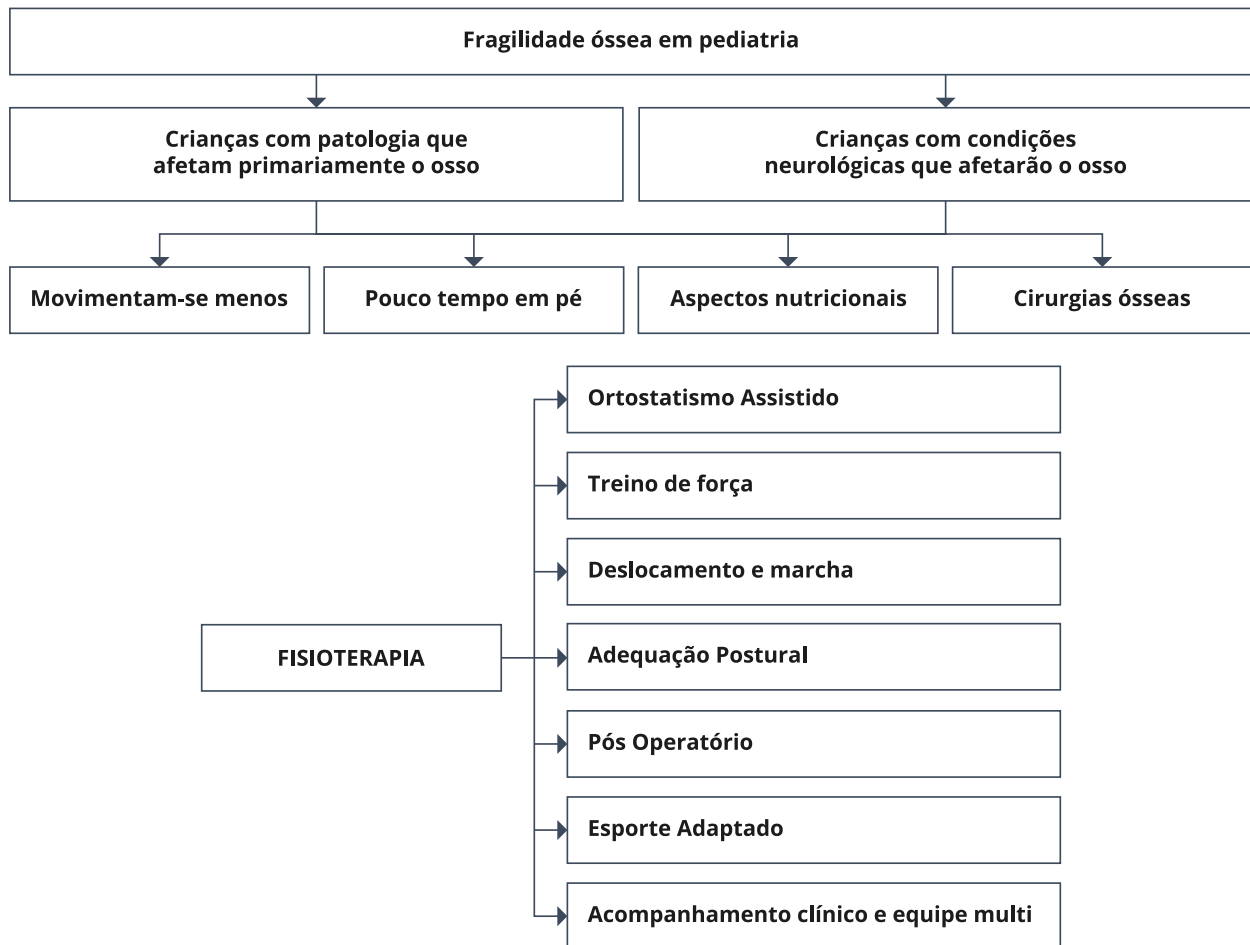 Fragilidade óssea em pediatria
Crianças com patologia que
afetam primariamente o osso
Crianças com condições
neurológicas que afetarão o osso
Movimentam-se menos
Pouco tempo em pé
Aspectos nutricionais
Cirurgias ósseas
FISIOTERAPIA
Ortostatismo Assistido
Treino de força
Deslocamento e marcha
Adequação Postural
Pós Operatório
Esporte Adaptado
Acompanhamento clínico e equipe multi